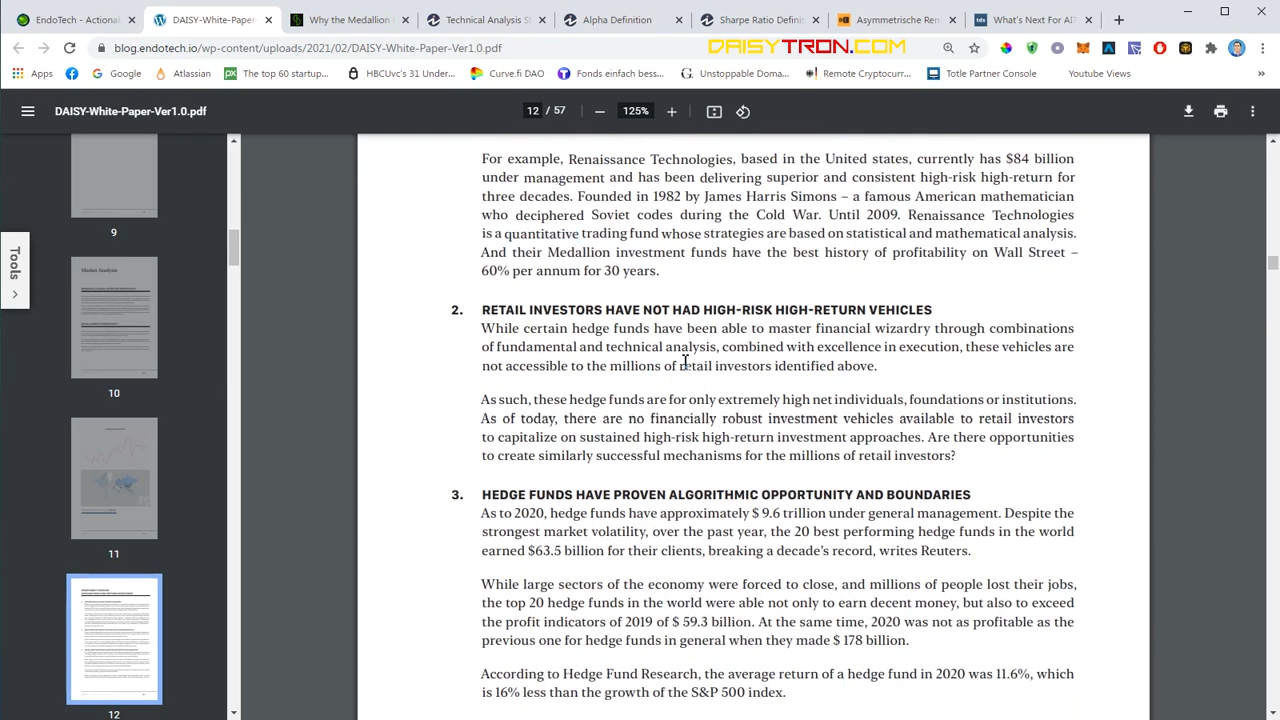 EndoTech - Actional
DAISY-White-Paper-
Why the Medallion I
Technical Analysis St
Alpha Definition
Sharpe Ratio Definit
Asymmetrische Ren
What's Next For AI?
blog.endotech.io/wp-content/uploads/2021/02/DAISY-White-Paper-Ver1.0.pdf
DAISYTRON.COM
Apps
Google
Atlassian
The top 60 startup...
HBCUvc's 31 Under...
Curve.fi DAO
Fonds einfach bess...
Unstoppable Doma...
Remote Cryptocurr...
Totle Partner Console
Youtube Views
DAISY-White-Paper-Ver1.0.pdf
12 / 57
125%
Tools
9
Market Analysis
10
11
12
For example, Renaissance Technologies, based in the United states, currently has $84 billion
under management and has been delivering superior and consistent high-risk high-return for
three decades. Founded in 1982 by James Harris Simons – a famous American mathematician
who deciphered Soviet codes during the Cold War. Until 2009. Renaissance Technologies
is a quantitative trading fund whose strategies are based on statistical and mathematical analysis.
And their Medallion investment funds have the best history of profitability on Wall Street –
60% per annum for 30 years.
2. RETAIL INVESTORS HAVE NOT HAD HIGH-RISK HIGH-RETURN VEHICLES
While certain hedge funds have been able to master financial wizardry through combinations
of fundamental and technical analysis, combined with excellence in execution, these vehicles are
not accessible to the millions of retail investors identified above.
As such, these hedge funds are for only extremely high net individuals, foundations or institutions.
As of today, there are no financially robust investment vehicles available to retail investors
to capitalize on sustained high-risk high-return investment approaches. Are there opportunities
to create similarly successful mechanisms for the millions of retail investors?
3. HEDGE FUNDS HAVE PROVEN ALGORITHMIC OPPORTUNITY AND BOUNDARIES
As to 2020, hedge funds have approximately $ 9.6 trillion under general management. Despite the
strongest market volatility, over the past year, the 20 best performing hedge funds in the world
earned $63.5 billion for their clients, breaking a decade's record, writes Reuters.
While large sectors of the economy were forced to close, and millions of people lost their jobs,
the top 20 hedge funds in the world were able not only to earn decent money, but also to exceed
the profit indicators of 2019 of $ 59.3 billion. At the same time, 2020 was not as profitable as the
previous one for hedge funds in general when they made $ 178 billion.
According to Hedge Fund Research, the average return of a hedge fund in 2020 was 11.6%, which
is 16% less than the growth of the S&P 500 index.